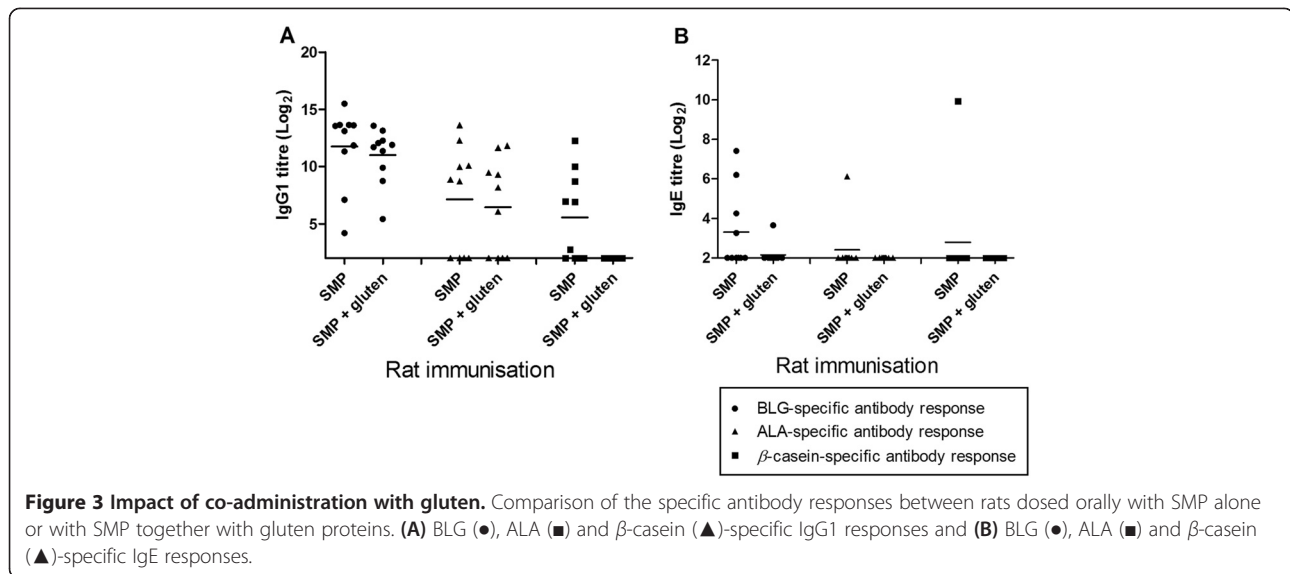 A
20
15
10
5
IgG1 titre (Log2)
SMP
SMP + gluten
SMP
SMP + gluten
SMP
SMP + gluten
Rat immunisation
B
12
10
8
6
4
2
IgE titre (Log2)
SMP
SMP + gluten
SMP
SMP + gluten
SMP
SMP + gluten
Rat immunisation
● BLG-specific antibody response
▲ ALA-specific antibody response
■ β-casein-specific antibody response
Figure 3 Impact of co-administration with gluten. Comparison of the specific antibody responses between rats dosed orally with SMP alone
or with SMP together with gluten proteins. (A) BLG (●), ALA (■) and β-casein (▲)-specific IgG1 responses and (B) BLG (●), ALA (■) and β-casein
(▲)-specific IgE responses.